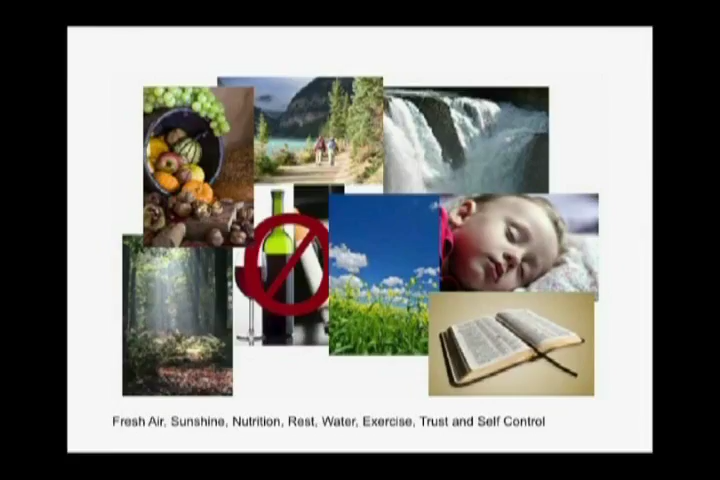 Fresh Air, Sunshine, Nutrition, Rest, Water, Exercise, Trust and Self Control